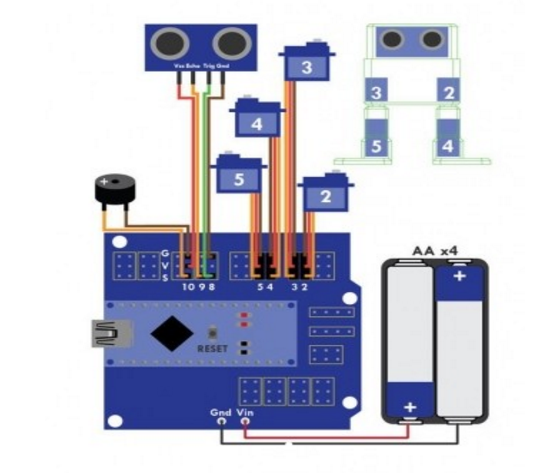 Vcc Echo Trig Gnd
3
4
5
2
3 2
5 4
+
G
V
S
10 9 8 5 4 3 2
RESET
AA x4
+
+
Gnd Vin